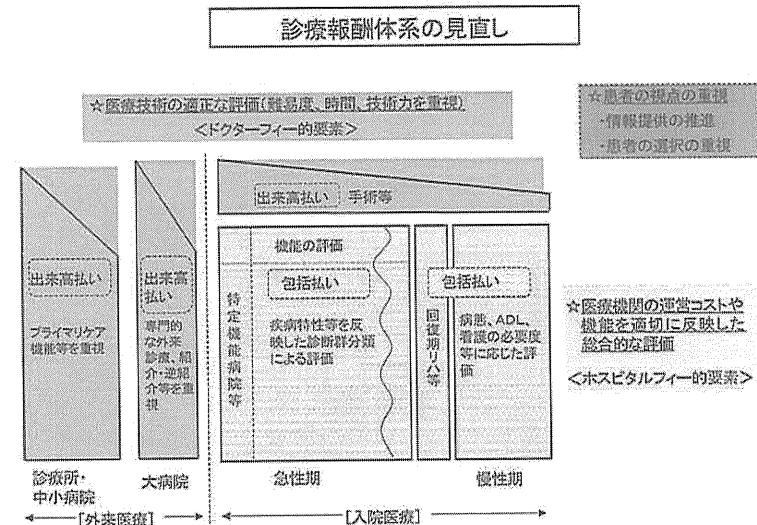 診療報酬体系の見直し
☆医療技術の適正な評価(難易度、時間、技術力を重視)
<ドクターフィー的要素>
☆患者の視点の重視
・情報提供の推進
・患者の選択の重視
出来高払い 手術等
出来高払い
プライマリケア
機能等を重視
出来高
払い
専門的
な外来
診療、紹
介・逆紹
介等を重
視
特定機能病院等
機能の評価
包括払い
疾病特性等を反
映した診断群分類
による評価
回復期リハ等
包括払い
病態、ADL、
看護の必要度
等に応じた評
価
☆医療機関の運営コストや
機能を適切に反映した
総合的な評価
<ホスピタルフィー的要素>
診療所・
中小病院
大病院
急性期
慢性期
[外来医療]
[入院医療]